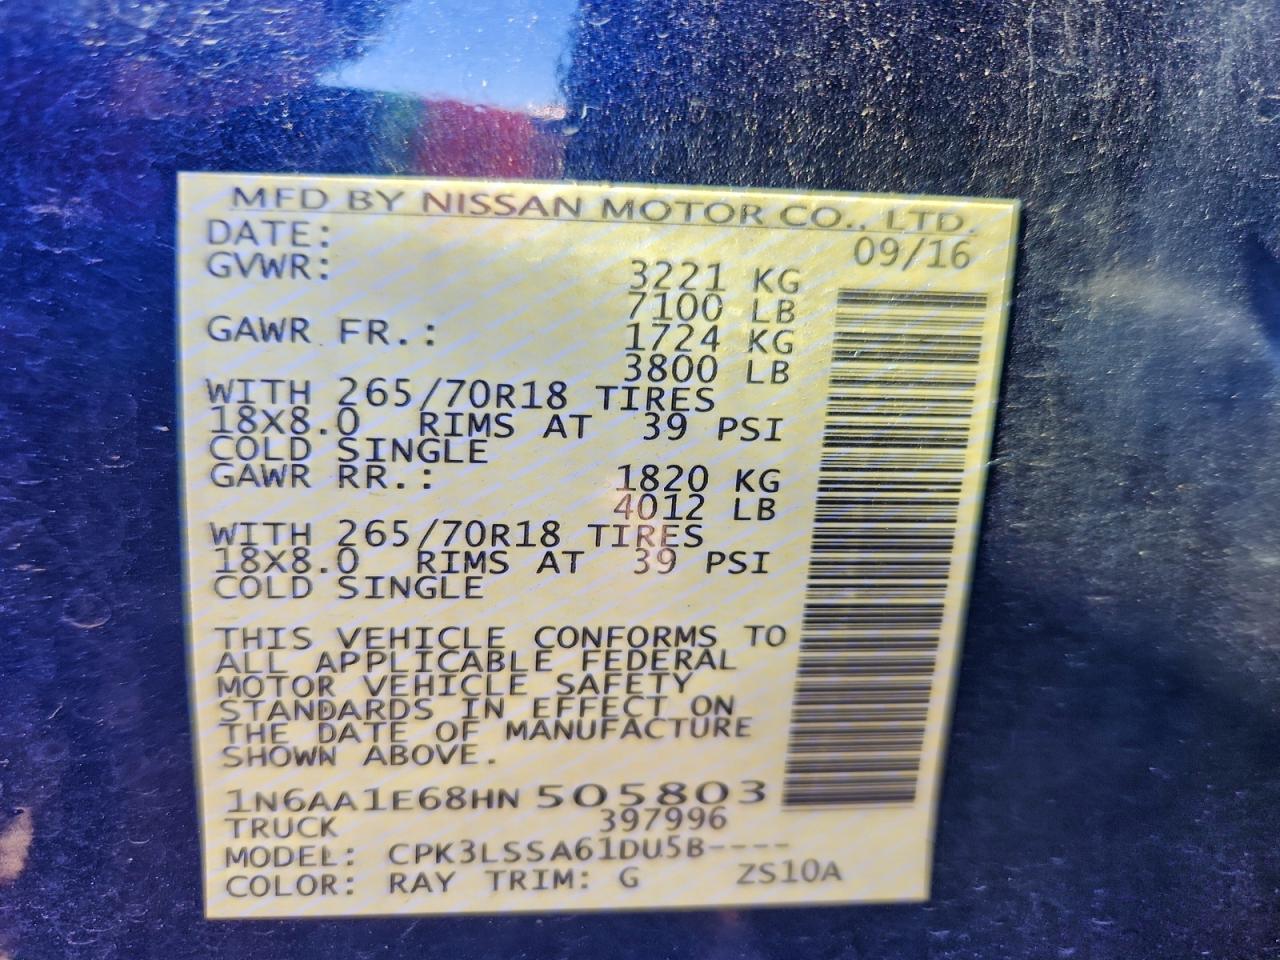 MFD BY NISSAN MOTOR CO., LTD.
DATE: 09/16
GVWR: 3221 KG
7100 LB
GAWR FR.: 1724 KG
3800 LB
WITH 265/70R18 TIRES
18X8.0 RIMS AT 39 PSI
COLD SINGLE
GAWR RR.: 1820 KG
4012 LB
WITH 265/70R18 TIRES
18X8.0 RIMS AT 39 PSI
COLD SINGLE
THIS VEHICLE CONFORMS TO
ALL APPLICABLE FEDERAL
MOTOR VEHICLE SAFETY
STANDARDS IN EFFECT ON
THE DATE OF MANUFACTURE
SHOWN ABOVE.
1N6AA1E68HN505803
TRUCK 397996
MODEL: CPK3LSSA61DU5B----
COLOR: RAY TRIM: G ZS10A